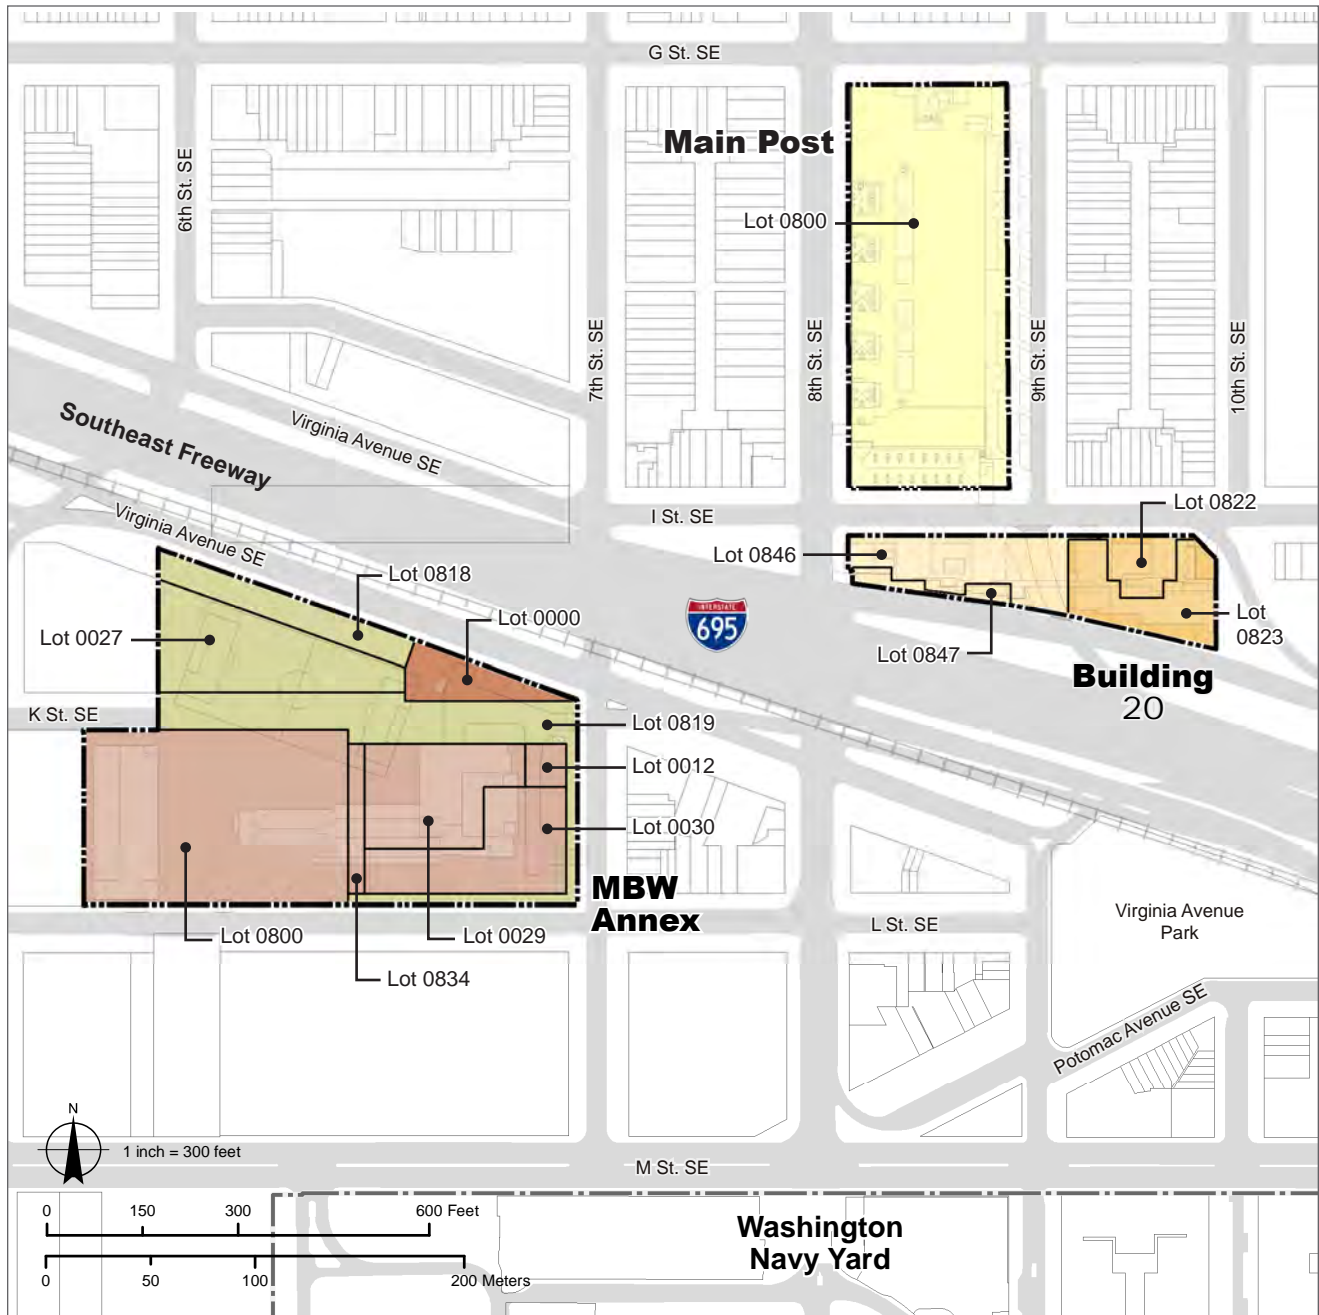 G St. SE
6th St. SE
7th St. SE
8th St. SE
9th St. SE
10th St. SE
Main Post
Lot 0800
Southeast Freeway
Virginia Avenue SE
Virginia Avenue SE
I St. SE
Lot 0822
Lot 0846
Lot 0818
Lot 0000
INTERSTATE
695
Lot 0027
Lot
0823
Lot 0847
Building
20
K St. SE
Lot 0819
Lot 0012
Lot 0030
MBW
Annex
Lot 0800
Lot 0029
Lot 0834
L St. SE
Virginia Avenue
Park
Potomac Avenue SE
N
1 inch = 300 feet
M St. SE
0 150 300 600 Feet
0 50 100 200 Meters
Washington
Navy Yard